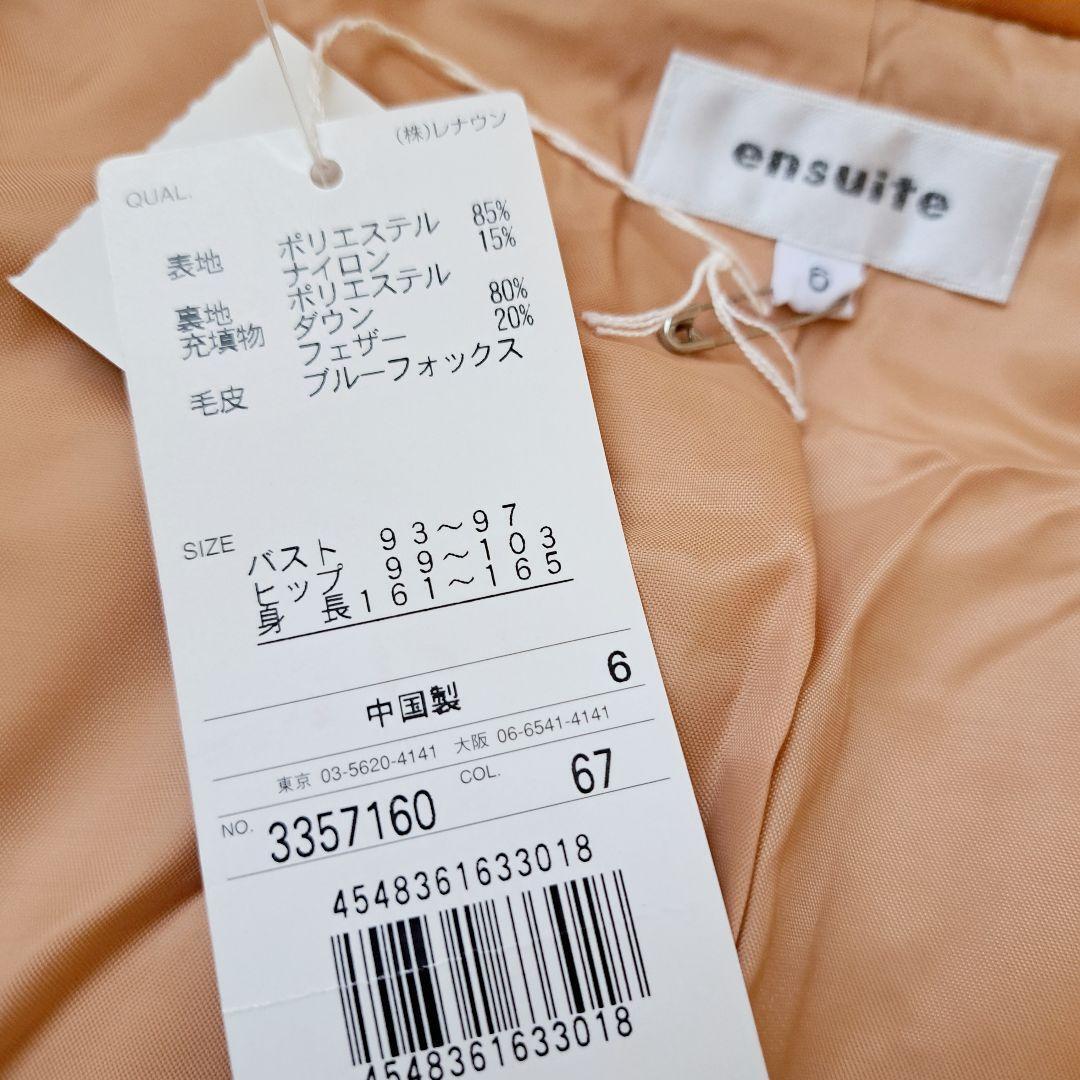 (株)レナウン
QUAL.
表地 ポリエステル 85%
ナイロン 15%
裏地 ポリエステル
充填物 ダウン 80%
フェザー 20%
毛皮 ブルーフォックス
SIZE
バスト 93~97
ヒップ 99~103
身長 161~165
中国製 6
東京 03-5620-4141 大阪 06-6541-4141
NO. 3357160 COL. 67
4548361633018
4548361633018
ensuite
6